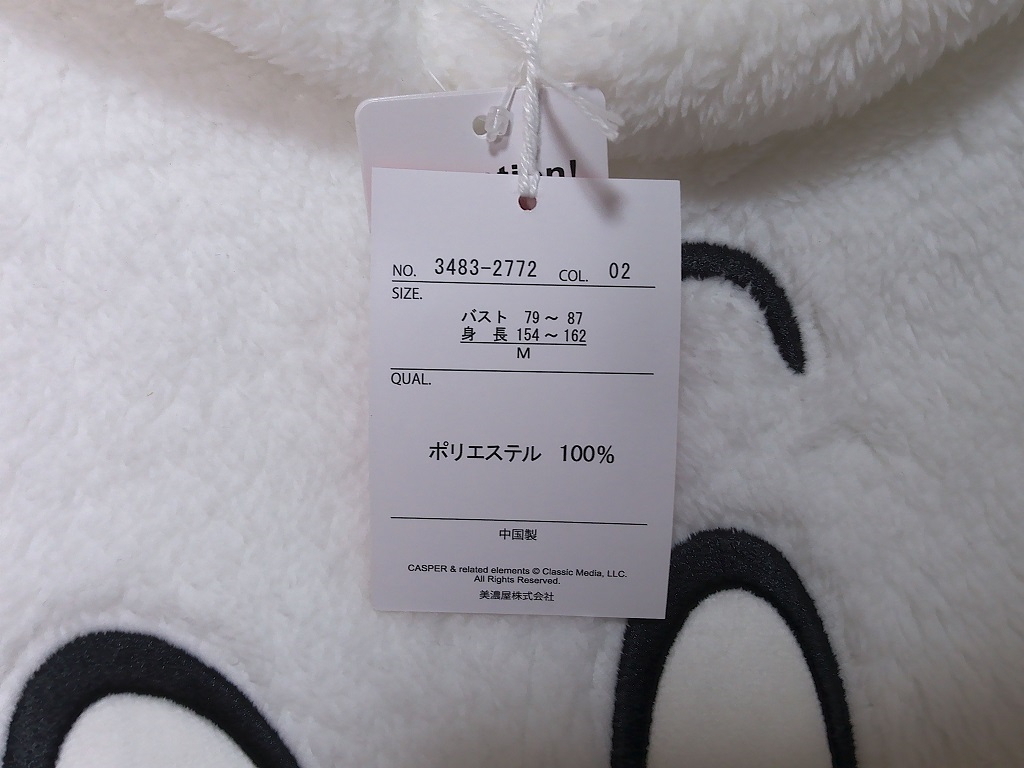 NO. 3483-2772 COL. 02
SIZE.
バスト 79～ 87
身 長 154～162
M
QUAL.
ポリエステル 100%
中国製
CASPER & related elements © Classic Media, LLC.
All Rights Reserved.
美濃屋株式会社